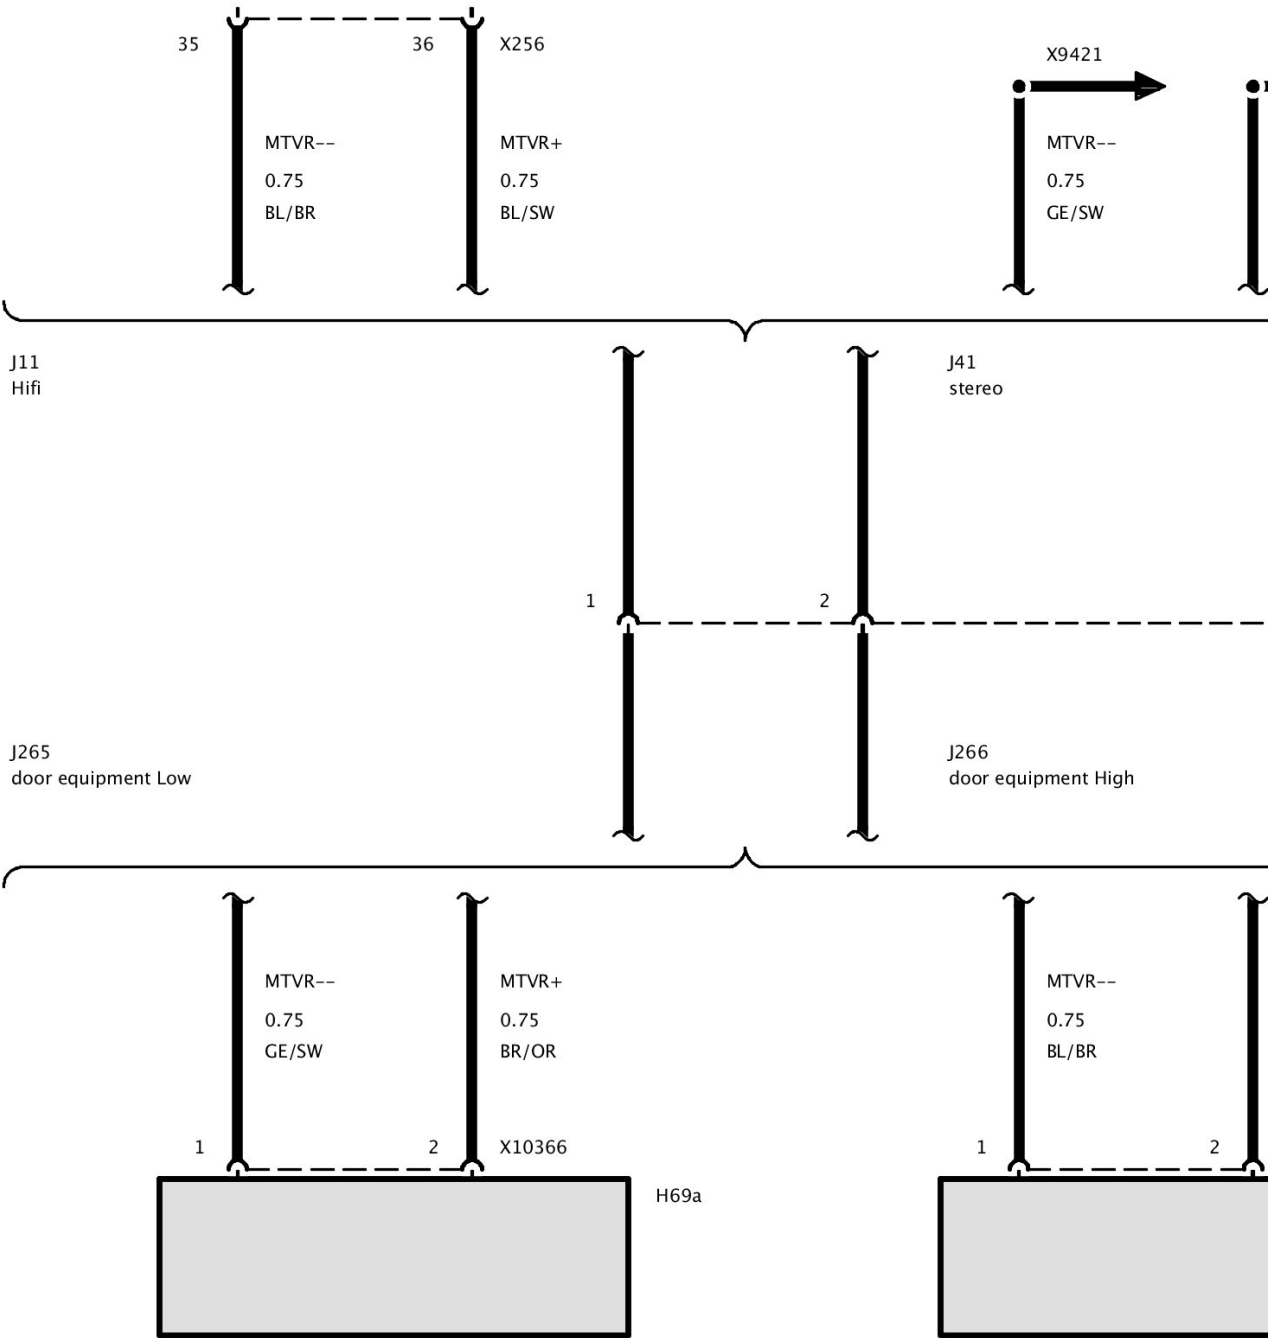 35
36
X256
X9421
MTVR--
MTVR+
MTVR--
0.75
0.75
0.75
BL/BR
BL/SW
GE/SW
J11
Hifi
J41
stereo
1
2
J265
door equipment Low
J266
door equipment High
MTVR--
MTVR+
MTVR--
0.75
0.75
0.75
GE/SW
BR/OR
BL/BR
1
2
X10366
1
2
H69a